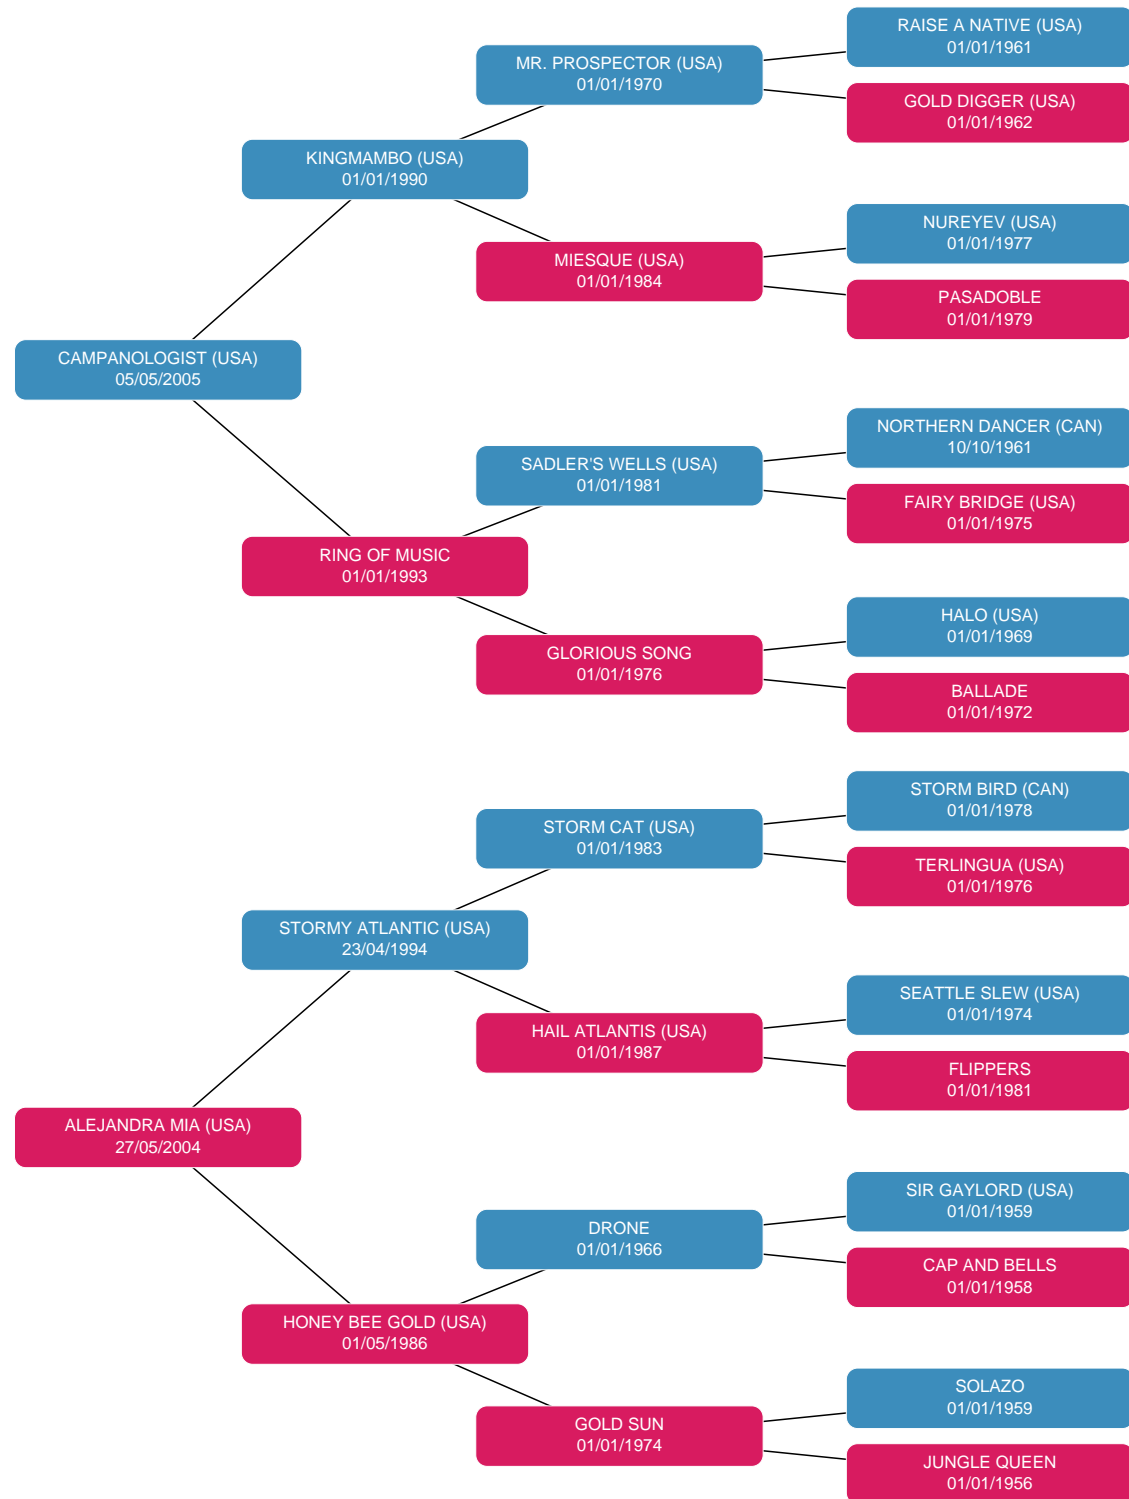 RAISE A NATIVE (USA)
01/01/1961
MR. PROSPECTOR (USA)
01/01/1970
GOLD DIGGER (USA)
01/01/1962
KINGMAMBO (USA)
01/01/1990
NUREYEV (USA)
01/01/1977
MIESQUE (USA)
01/01/1984
PASADOBLE
01/01/1979
CAMPANOLOGIST (USA)
05/05/2005
NORTHERN DANCER (CAN)
10/10/1961
SADLER'S WELLS (USA)
01/01/1981
FAIRY BRIDGE (USA)
01/01/1975
RING OF MUSIC
01/01/1993
HALO (USA)
01/01/1969
GLORIOUS SONG
01/01/1976
BALLADE
01/01/1972
STORM BIRD (CAN)
01/01/1978
STORM CAT (USA)
01/01/1983
TERLINGUA (USA)
01/01/1976
STORMY ATLANTIC (USA)
23/04/1994
SEATTLE SLEW (USA)
01/01/1974
HAIL ATLANTIS (USA)
01/01/1987
FLIPPERS
01/01/1981
ALEJANDRA MIA (USA)
27/05/2004
SIR GAYLORD (USA)
01/01/1959
DRONE
01/01/1966
CAP AND BELLS
01/01/1958
HONEY BEE GOLD (USA)
01/05/1986
SOLAZO
01/01/1959
GOLD SUN
01/01/1974
JUNGLE QUEEN
01/01/1956